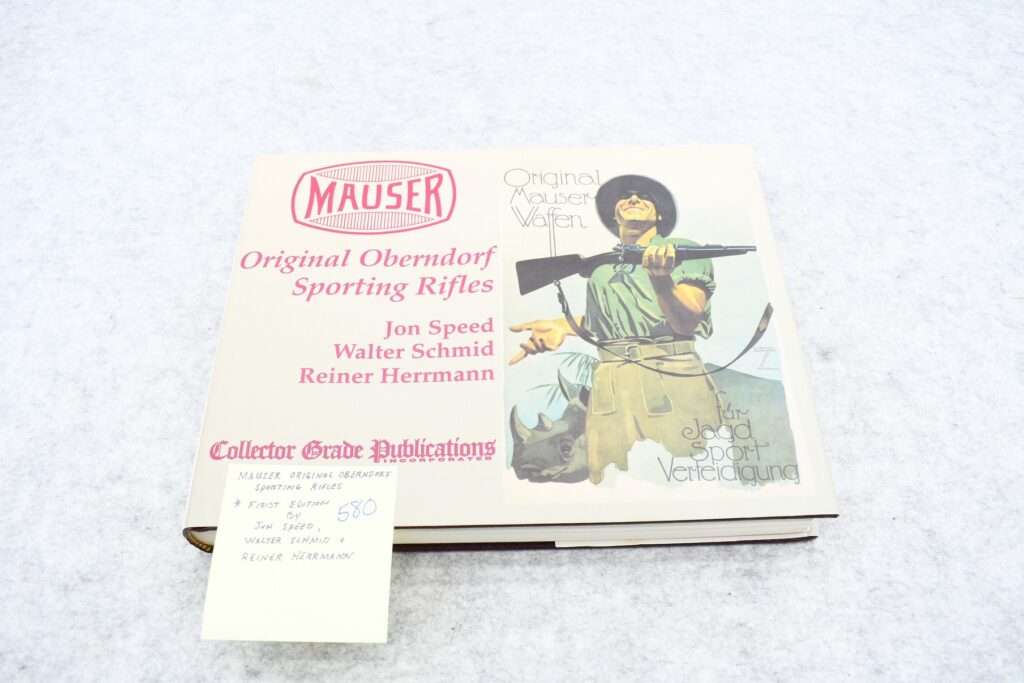 MAUSER
Original Oberndorf
Sporting Rifles
Jon Speed
Walter Schmid
Reiner Herrmann
Collector Grade Publications
INCORPORATED
Original
Mauser-
Waffen
für
Jagd
Sport
Verteidigung
MAUSER ORIGINAL OBERNDORF
SPORTING RIFLES
* FIRIST EDITION
BY
580
JON SPEED,
WALTER SCHMID +
REINER HERRMANN